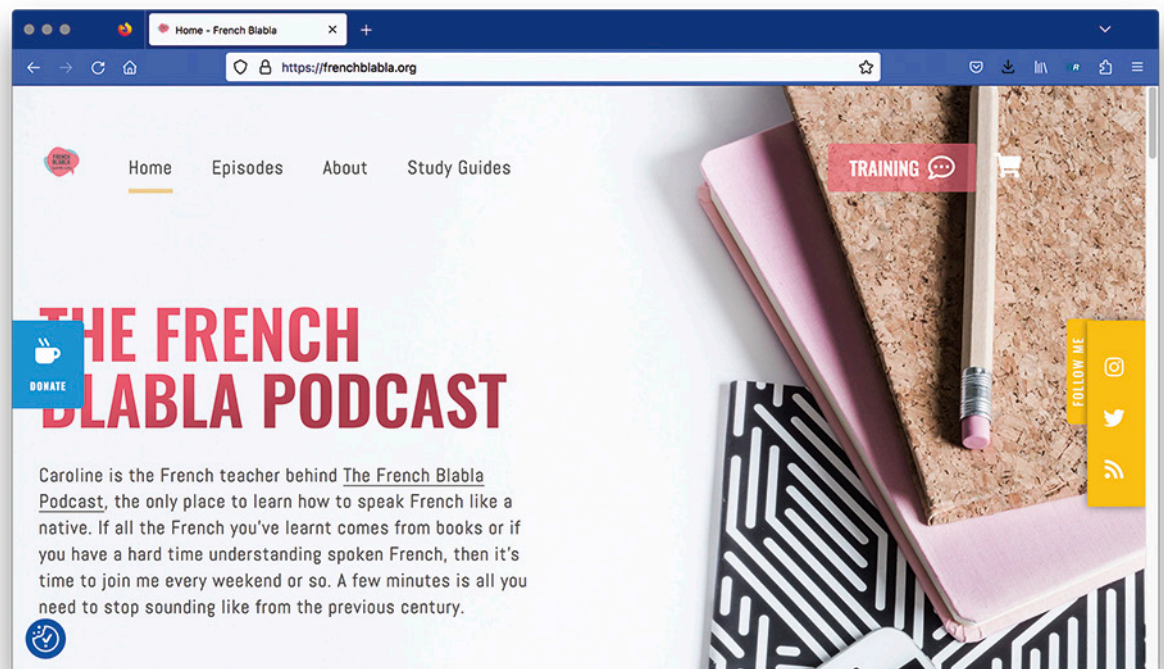 Home - French Blabla
https://frenchblabla.org
FRENCH
BLABLA
Home Episodes About Study Guides
TRAINING
THE FRENCH
BLABLA PODCAST
DONATE
FOLLOW ME
Caroline is the French teacher behind The French Blabla
Podcast, the only place to learn how to speak French like a
native. If all the French you've learnt comes from books or if
you have a hard time understanding spoken French, then it's
time to join me every weekend or so. A few minutes is all you
need to stop sounding like from the previous century.